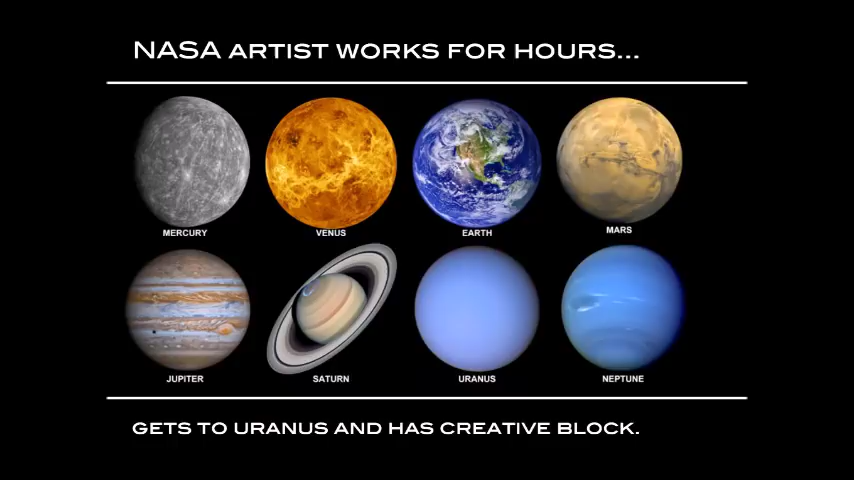 NASA ARTIST WORKS FOR HOURS...
MERCURY VENUS EARTH MARS
JUPITER SATURN URANUS NEPTUNE
GETS TO URANUS AND HAS CREATIVE BLOCK.